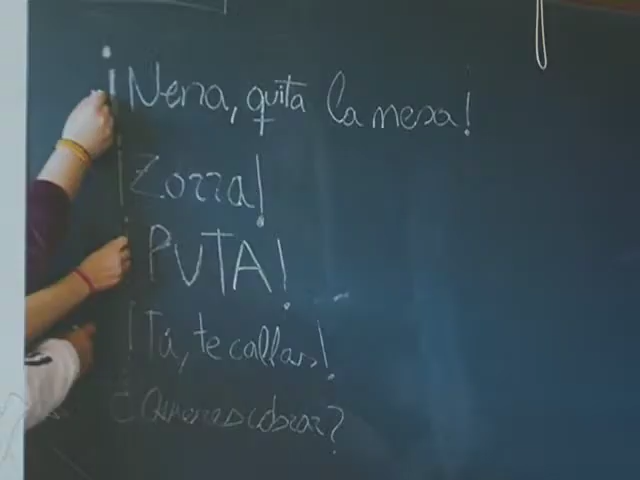 ¡Nena, quita la mesa!
¡Zorra!
¡PUTA!
¡Tú, te callas!
¿Quieres cobrar?